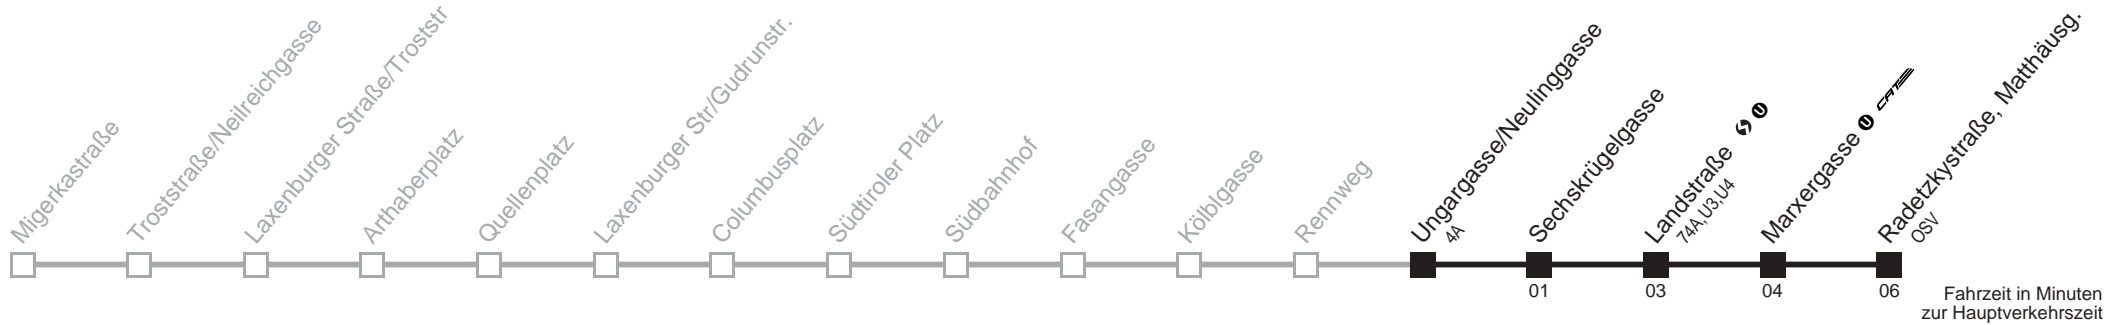 Migerkastraße
Troststraße/Neilreichgasse
Laxenburger Straße/Troststr
Arthaberplatz
Quellenplatz
Laxenburger Str/Gudrunstr.
Columbusplatz
Südtiroler Platz
Südbahnhof
Fasangasse
Kölblgasse
Rennweg
Ungargasse/Neulinggasse
4A
Sechskrügelgasse
Landstraße S U
74A, U3,U4
Marxergasse U CAT
Radetzkystraße, Matthäusg.
OSV
01
03
04
06
Fahrzeit in Minuten
zur Hauptverkehrszeit